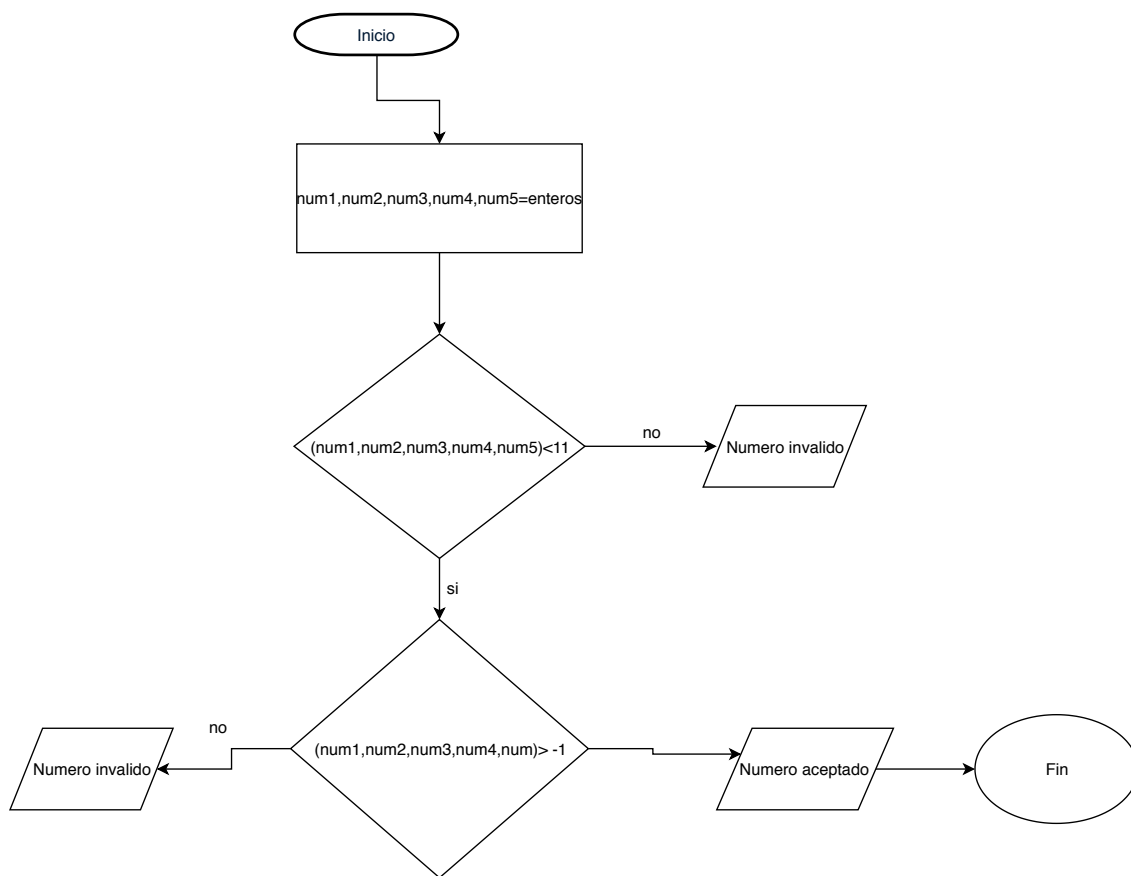 Inicio
num1,num2,num3,num4,num5=enteros
(num1,num2,num3,num4,num5)<11
no
Numero invalido
si
no
Numero invalido
(num1,num2,num3,num4,num)> -1
Numero aceptado
Fin